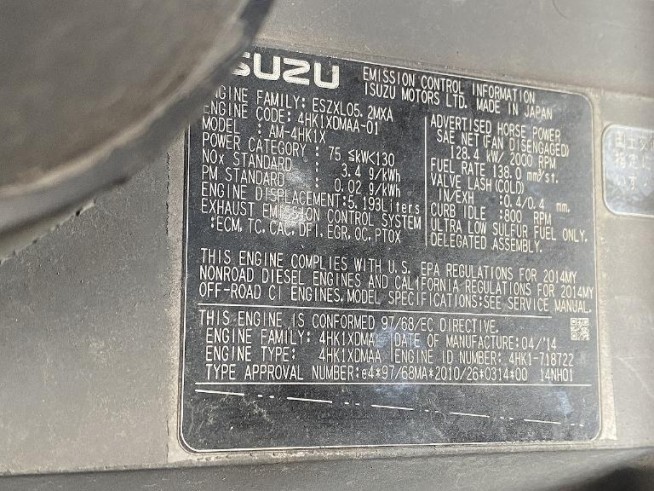 ISUZU EMISSION CONTROL INFORMATION
ISUZU MOTORS LTD. MADE IN JAPAN
ENGINE FAMILY: ESZXL05.2MXA
ENGINE CODE: 4HK1XDMAA-01
MODEL : AM-4HK1X
POWER CATEGORY : 75 ≤kW<130
NOx STANDARD : 3.4 g/kWh
PM STANDARD : 0.02 g/kWh
ENGINE DISPLACEMENT:5.193Liters
EXHAUST EMISSION CONTROL SYSTEM
:ECM, TC, CAC, DFI, EGR, OC, PTOX
ADVERTISED HORSE POWER
SAE NET(FAN DISENGAGED)
128.4 kW/ 2000 RPM
FUEL RATE 138.0 mm³/st.
VALVE LASH (COLD)
IN/EXH :0.4/0.4 mm.
CURB IDLE :800 RPM
ULTRA LOW SULFUR FUEL ONLY.
DELEGATED ASSEMBLY.
THIS ENGINE COMPLIES WITH U.S. EPA REGULATIONS FOR 2014MY
NONROAD DIESEL ENGINES AND CALIFORNIA REGULATIONS FOR 2014MY
OFF-ROAD CI ENGINES.MODEL SPECIFICATIONS:SEE SERVICE MANUAL.
THIS ENGINE IS CONFORMED 97/68/EC DIRECTIVE.
ENGINE FAMILY: 4HK1XDMA DATE OF MANUFACTURE:04/14
ENGINE TYPE: 4HK1XDMAA ENGINE ID NUMBER: 4HK1-718722
TYPE APPROVAL NUMBER:e4*97/68MA*2010/26*0314*00 14NH01